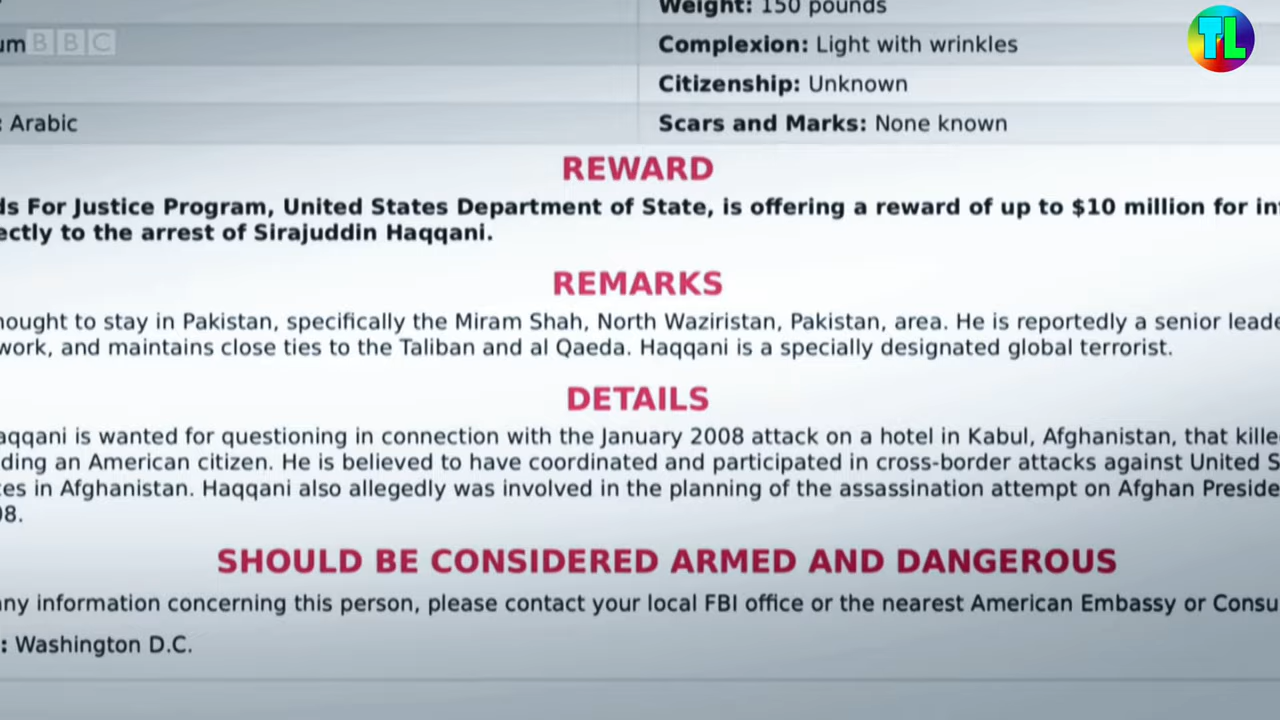 Weight: 150 pounds
um BBC
Complexion: Light with wrinkles
TL
Citizenship: Unknown
: Arabic
Scars and Marks: None known
REWARD
ds For Justice Program, United States Department of State, is offering a reward of up to $10 million for in
ectly to the arrest of Sirajuddin Haqqani.
REMARKS
hought to stay in Pakistan, specifically the Miram Shah, North Waziristan, Pakistan, area. He is reportedly a senior leade
work, and maintains close ties to the Taliban and al Qaeda. Haqqani is a specially designated global terrorist.
DETAILS
aqqani is wanted for questioning in connection with the January 2008 attack on a hotel in Kabul, Afghanistan, that kille
ding an American citizen. He is believed to have coordinated and participated in cross-border attacks against United S
es in Afghanistan. Haqqani also allegedly was involved in the planning of the assassination attempt on Afghan Preside
08.
SHOULD BE CONSIDERED ARMED AND DANGEROUS
any information concerning this person, please contact your local FBI office or the nearest American Embassy or Consu
: Washington D.C.